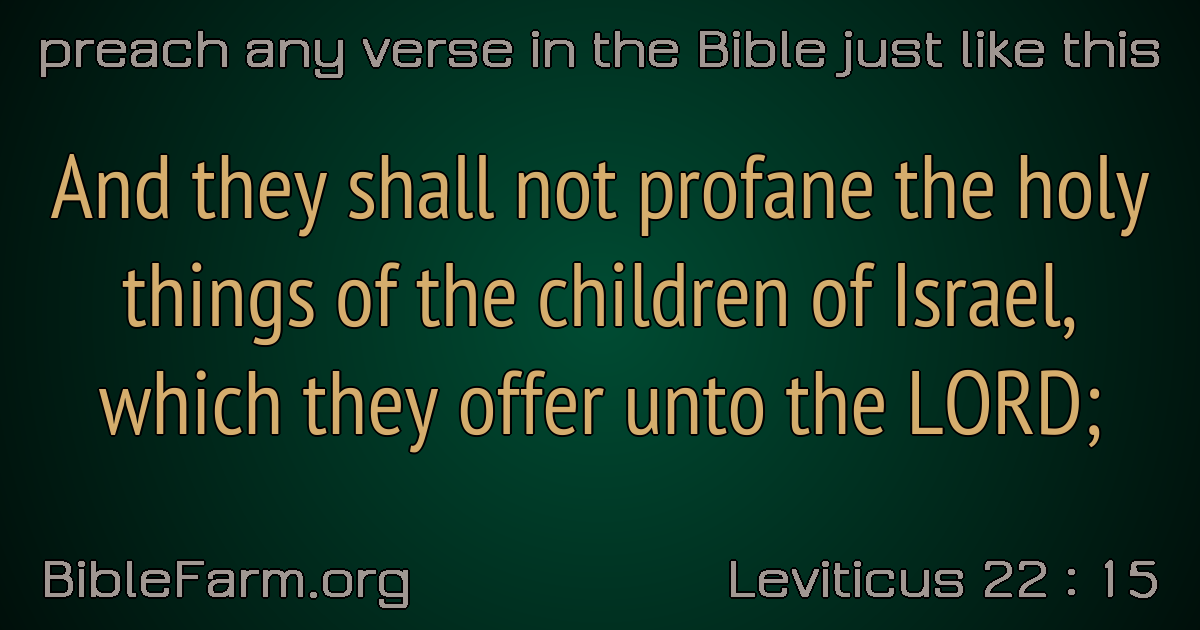 preach any verse in the Bible just like this
And they shall not profane the holy
things of the children of Israel,
which they offer unto the LORD;
BibleFarm.org
Leviticus 22 : 15